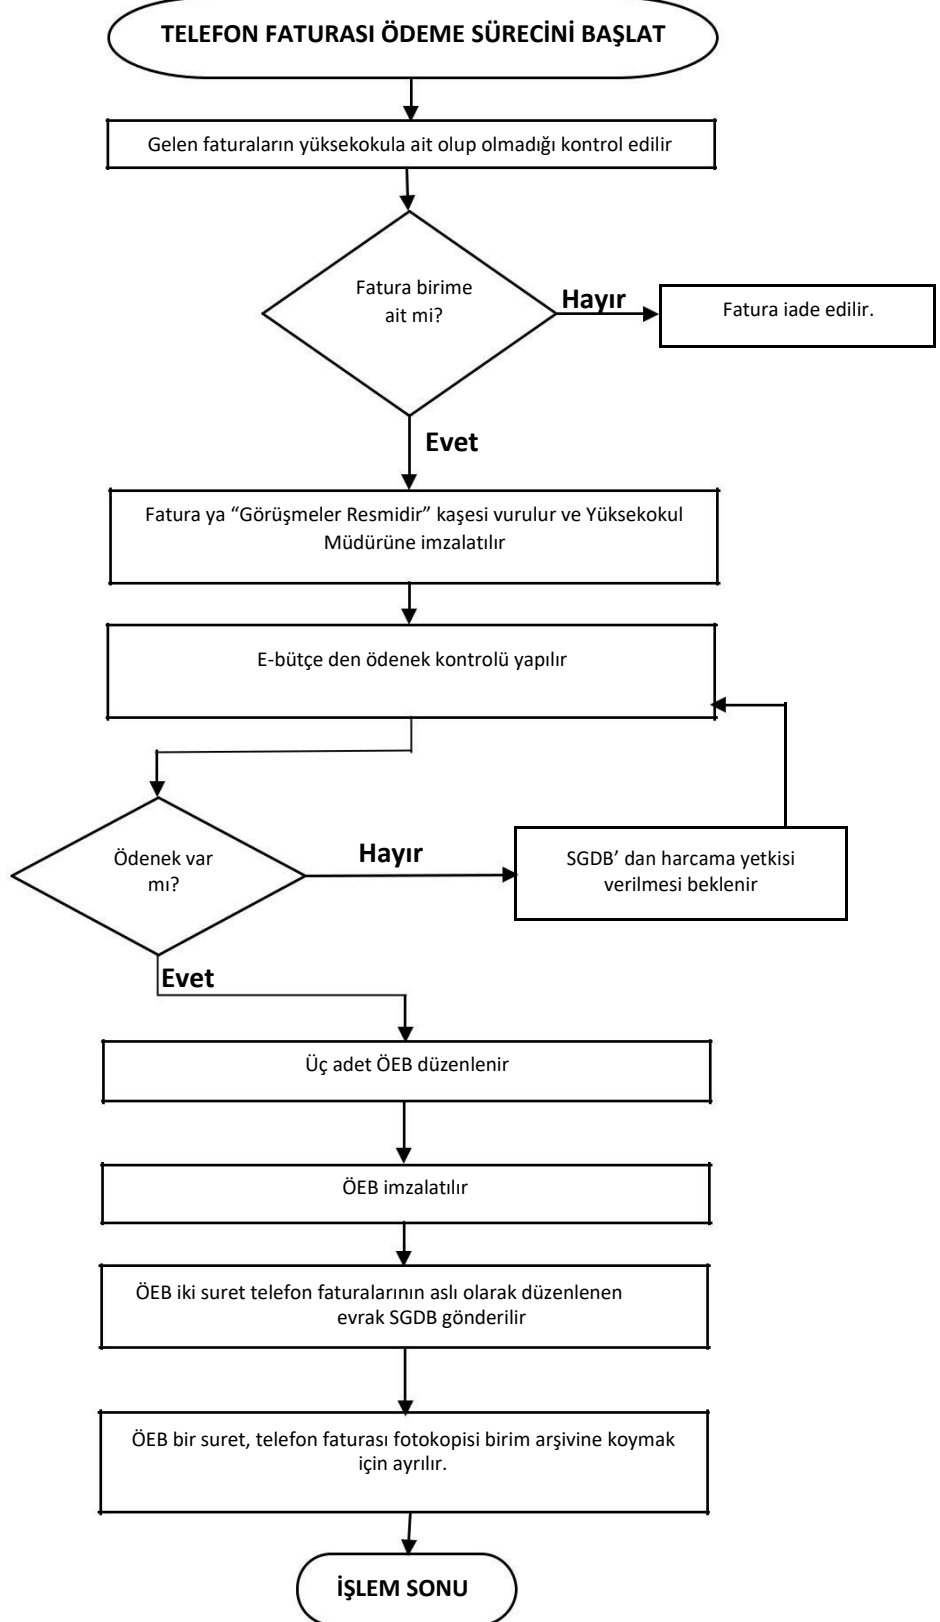 TELEFON FATURASI ÖDEME SÜRECİNİ BAŞLAT
Gelen faturaların yüksekokula ait olup olmadığı kontrol edilir
Fatura birime
ait mi?
Hayır
Fatura iade edilir.
Evet
Fatura ya “Görüşmeler Resmidir” kaşesi vurulur ve Yüksekokul
Müdürüne imzalatılır
E-bütçe den ödenek kontrolü yapılır
Ödenek var
mı?
Hayır
SGDB’ dan harcama yetkisi
verilmesi beklenir
Evet
Üç adet ÖEB düzenlenir
ÖEB imzalatılır
ÖEB iki suret telefon faturalarının aslı olarak düzenlenen
evrak SGDB gönderilir
ÖEB bir suret, telefon faturası fotokopisi birim arşivine koymak
için ayrılır.
İŞLEM SONU